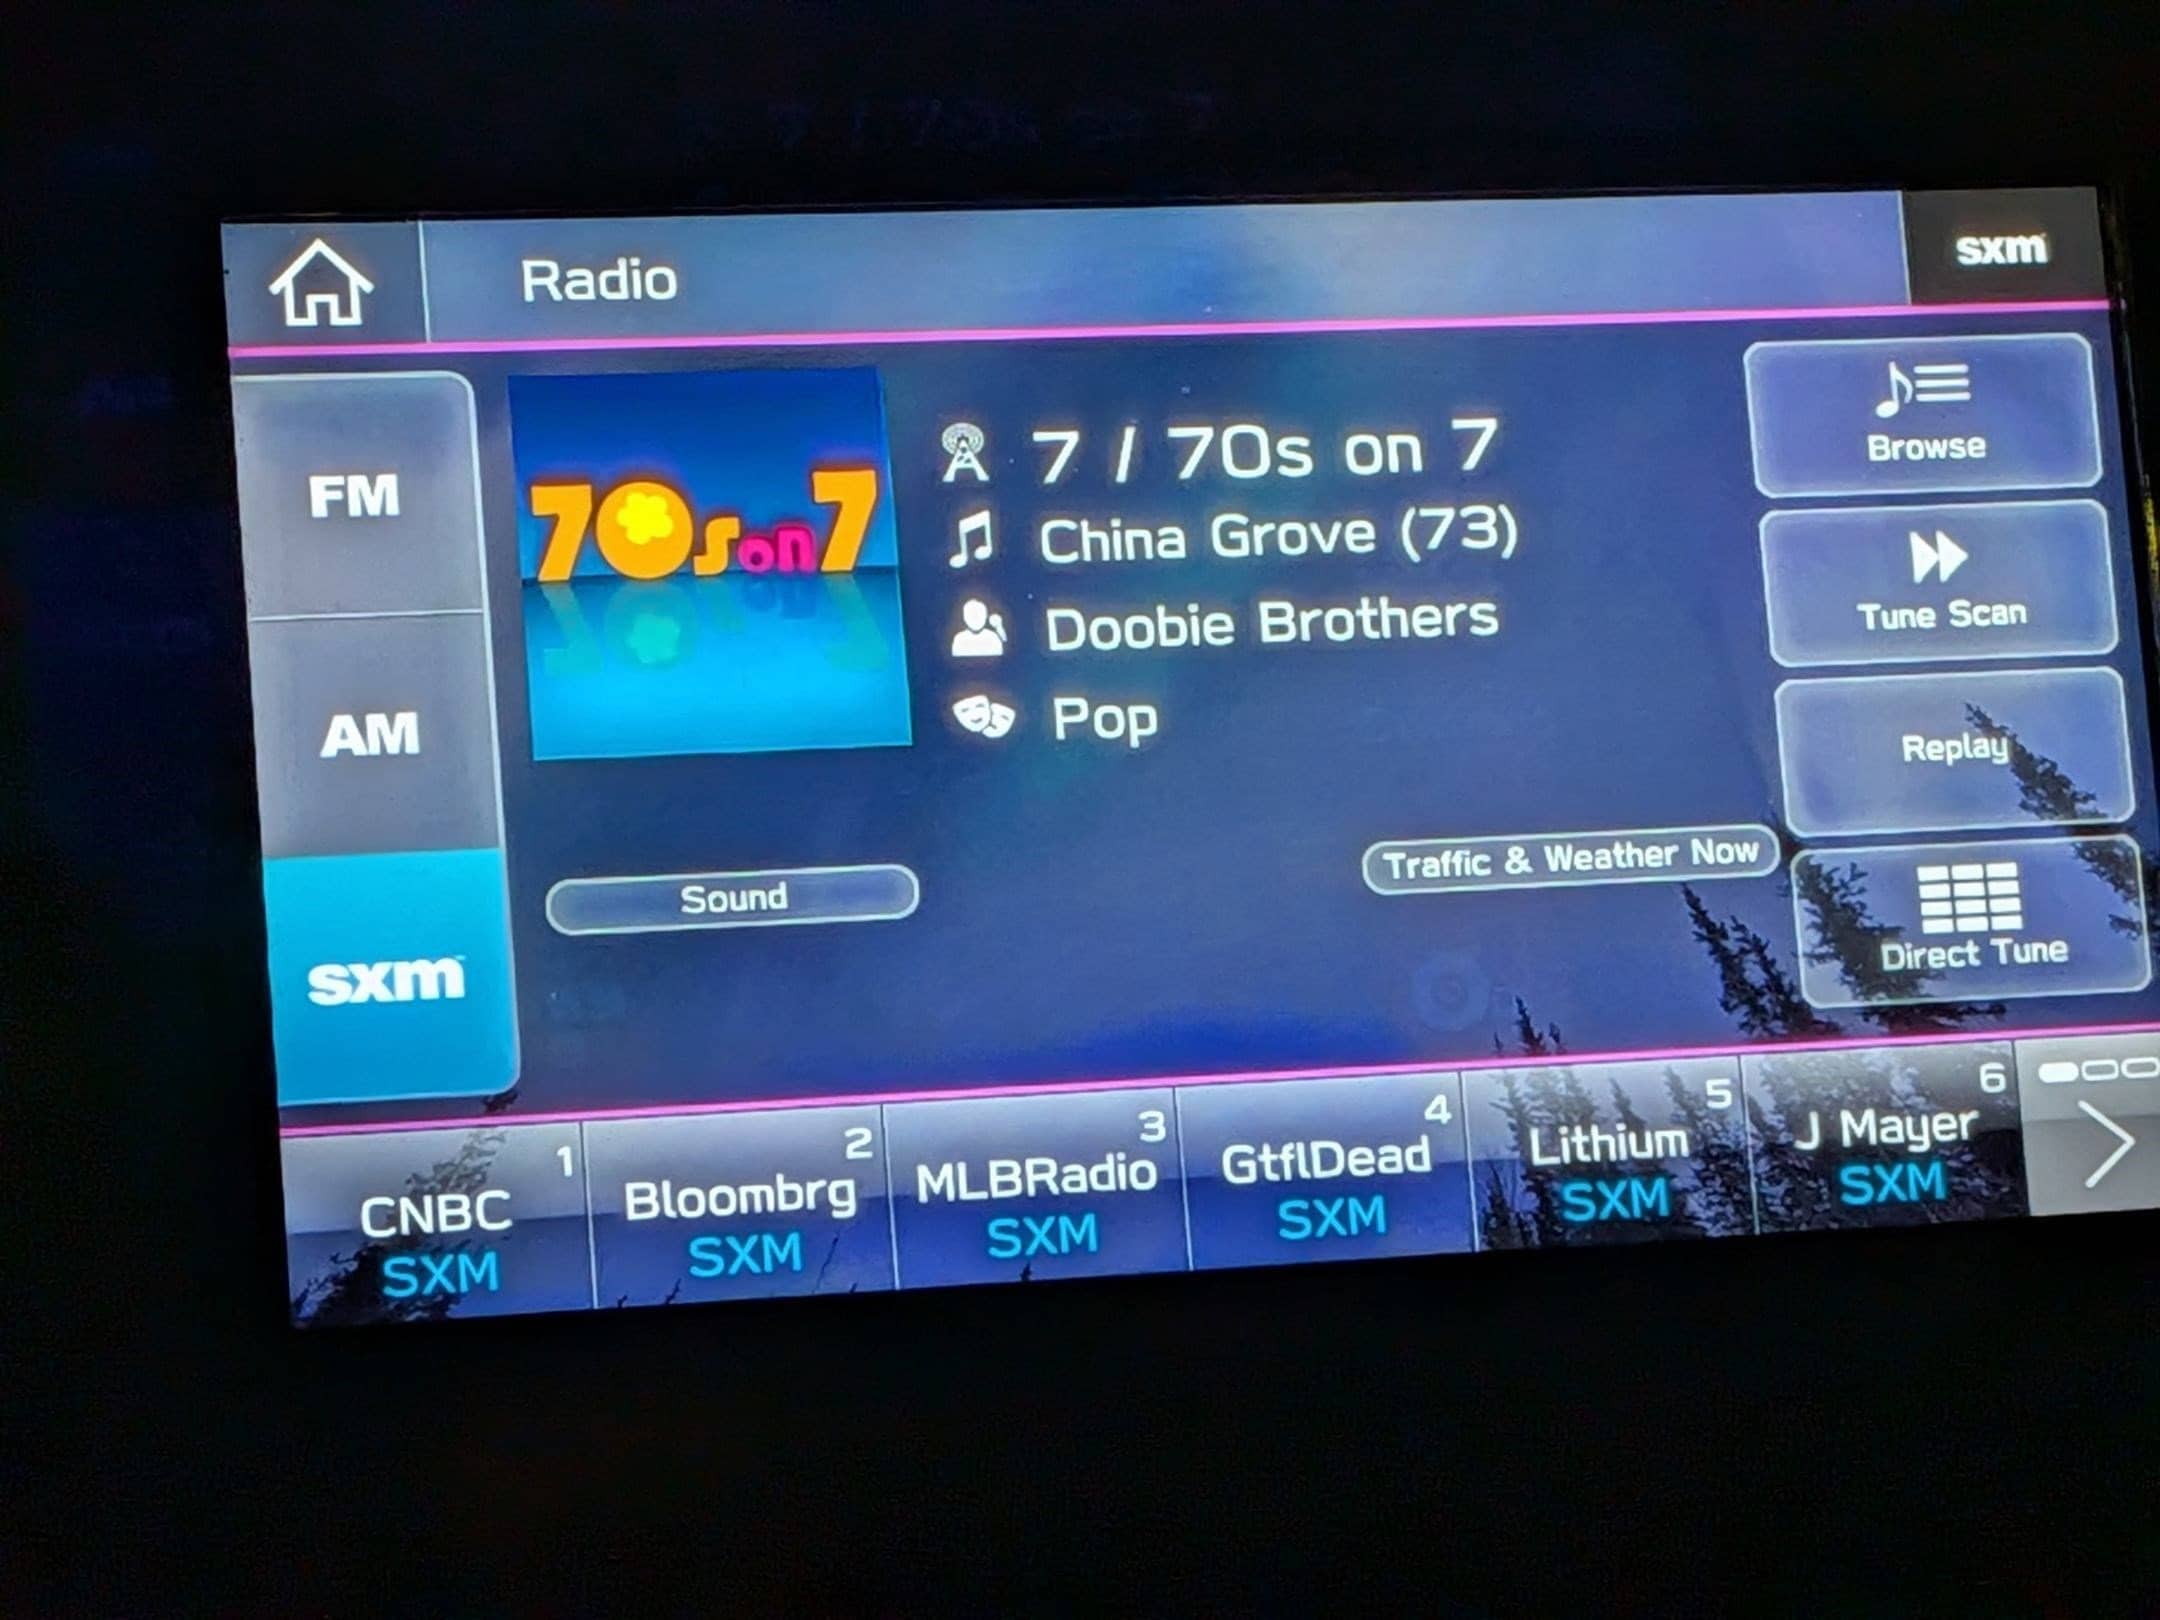 Radio
sxm
FM
AM
sxm
70s on 7
7 / 70s on 7
China Grove (73)
Doobie Brothers
Pop
Browse
Tune Scan
Replay
Direct Tune
Sound
Traffic & Weather Now
1
CNBC
SXM
2
Bloombrg
SXM
3
MLBRadio
SXM
4
GtflDead
SXM
5
Lithium
SXM
6
J Mayer
SXM